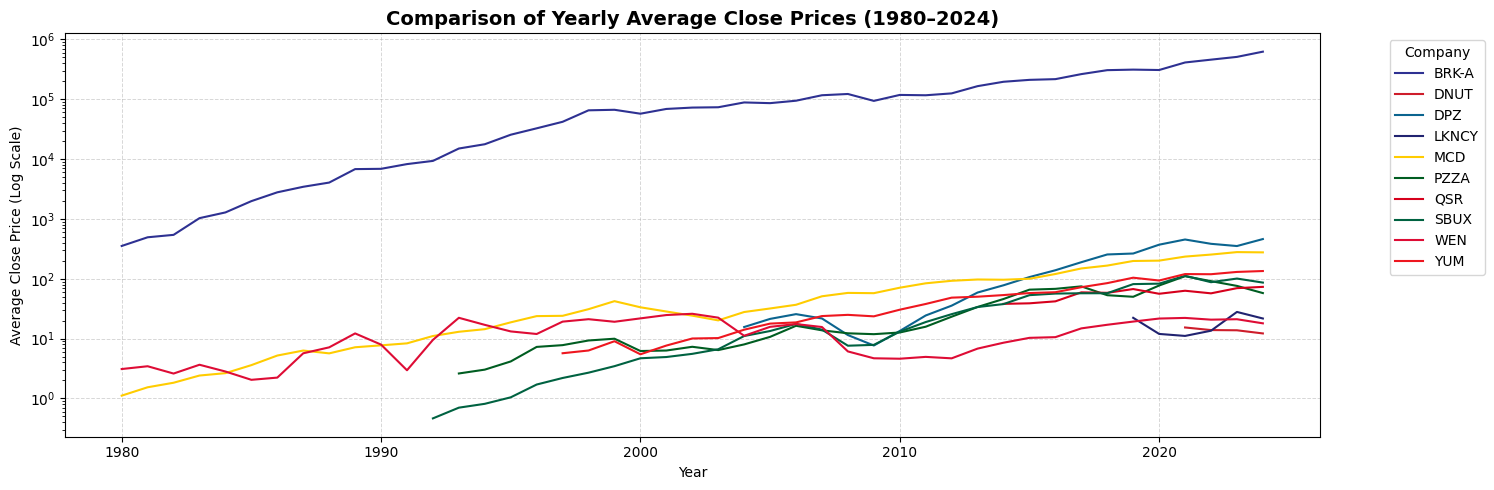 Comparison of Yearly Average Close Prices (1980–2024)
Average Close Price (Log Scale)
10⁶
10⁵
10⁴
10³
10²
10¹
10⁰
1980
1990
2000
2010
2020
Year
Company
BRK-A
DNUT
DPZ
LKNCY
MCD
PZZA
QSR
SBUX
WEN
YUM